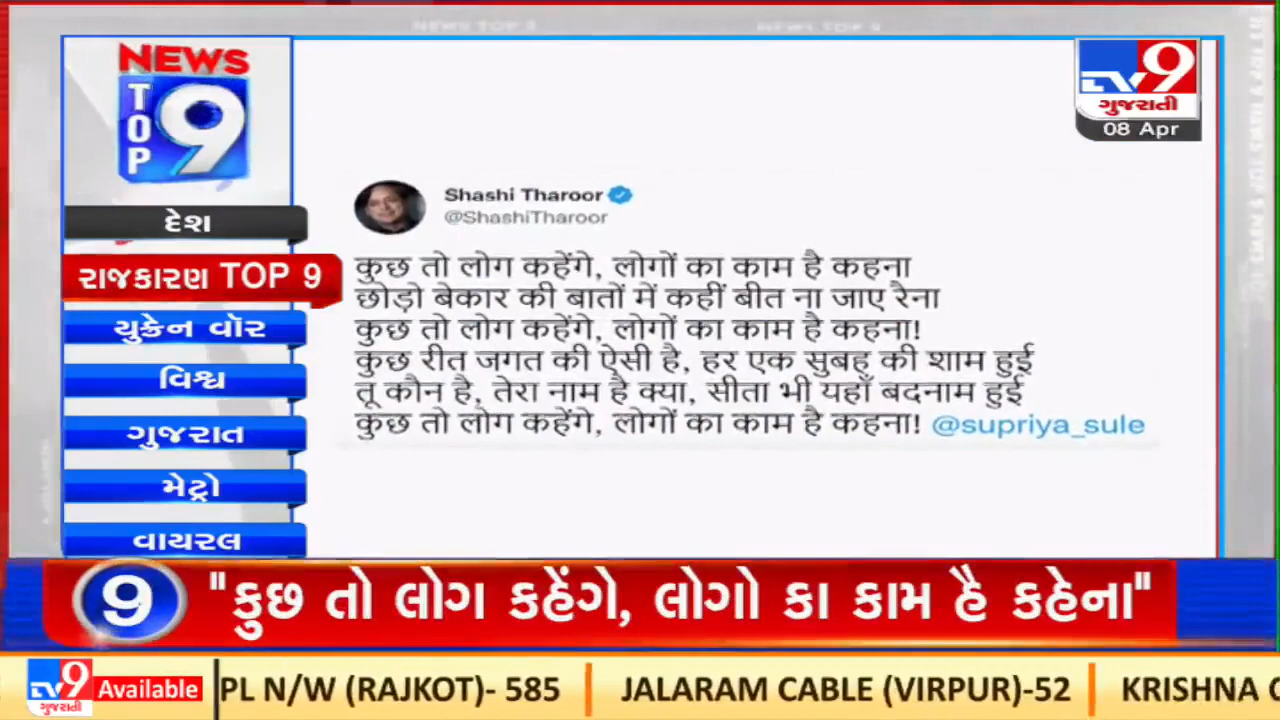 NEWS
TOP 9
દેશ
રાજકારણ TOP 9
યુક્રેન વૉર
વિશ્વ
ગુજરાત
મેટ્રો
વાયરલ
TV9
ગુજરાતી
08 Apr
Shashi Tharoor
@ShashiTharoor
कुछ तो लोग कहेंगे, लोगों का काम है कहना
छोड़ो बेकार की बातों में कहीं बीत ना जाए रैना
कुछ तो लोग कहेंगे, लोगों का काम है कहना!
कुछ रीत जगत की ऐसी है, हर एक सुबह की शाम हुई
तू कौन है, तेरा नाम है क्या, सीता भी यहाँ बदनाम हुई
कुछ तो लोग कहेंगे, लोगों का काम है कहना! @supriya_sule
9 "કુછ તો લોગ કહેંગે, લોગો કા કામ હૈ કહેના"
TV9 ગુજરાતી Available PL N/W (RAJKOT)- 585 JALARAM CABLE (VIRPUR)-52 KRISHNA